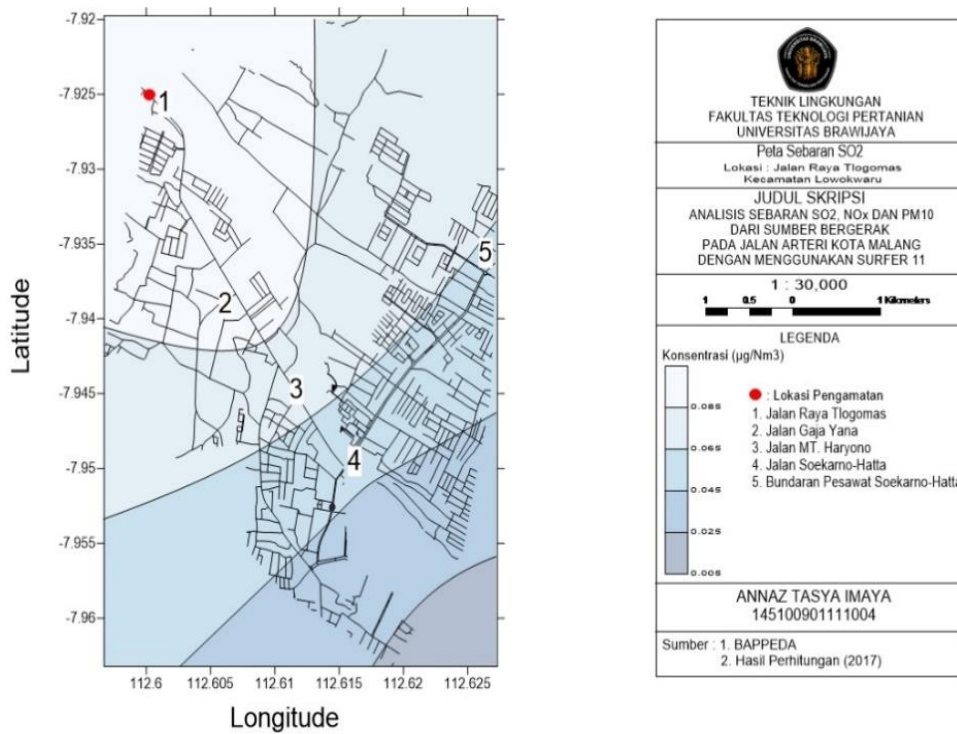 -7.92
-7.925
-7.93
-7.935
-7.94
-7.945
-7.95
-7.955
-7.96
Latitude
1
2
3
4
5
112.6 112.605 112.61 112.615 112.62 112.625
Longitude
TEKNIK LINGKUNGAN
FAKULTAS TEKNOLOGI PERTANIAN
UNIVERSITAS BRAWIJAYA
Peta Sebaran SO2
Lokasi : Jalan Raya Tlogomas
Kecamatan Lowokwaru
JUDUL SKRIPSI
ANALISIS SEBARAN SO2, NOx DAN PM10
DARI SUMBER BERGERAK
PADA JALAN ARTERI KOTA MALANG
DENGAN MENGGUNAKAN SURFER 11
1 : 30,000
1 0.5 0 1 Kilometers
LEGENDA
Konsentrasi (µg/Nm3)
0.085
0.065
0.045
0.025
0.005
: Lokasi Pengamatan
1. Jalan Raya Tlogomas
2. Jalan Gaja Yana
3. Jalan MT. Haryono
4. Jalan Soekarno-Hatta
5. Bundaran Pesawat Soekarno-Hatta
ANNAZ TASYA IMAYA
145100901111004
Sumber : 1. BAPPEDA
2. Hasil Perhitungan (2017)